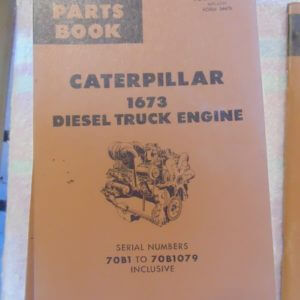 PARTS
BOOK
CATERPILLAR
1673
DIESEL TRUCK ENGINE
SERIAL NUMBERS
70B1 TO 70B1079
INCLUSIVE